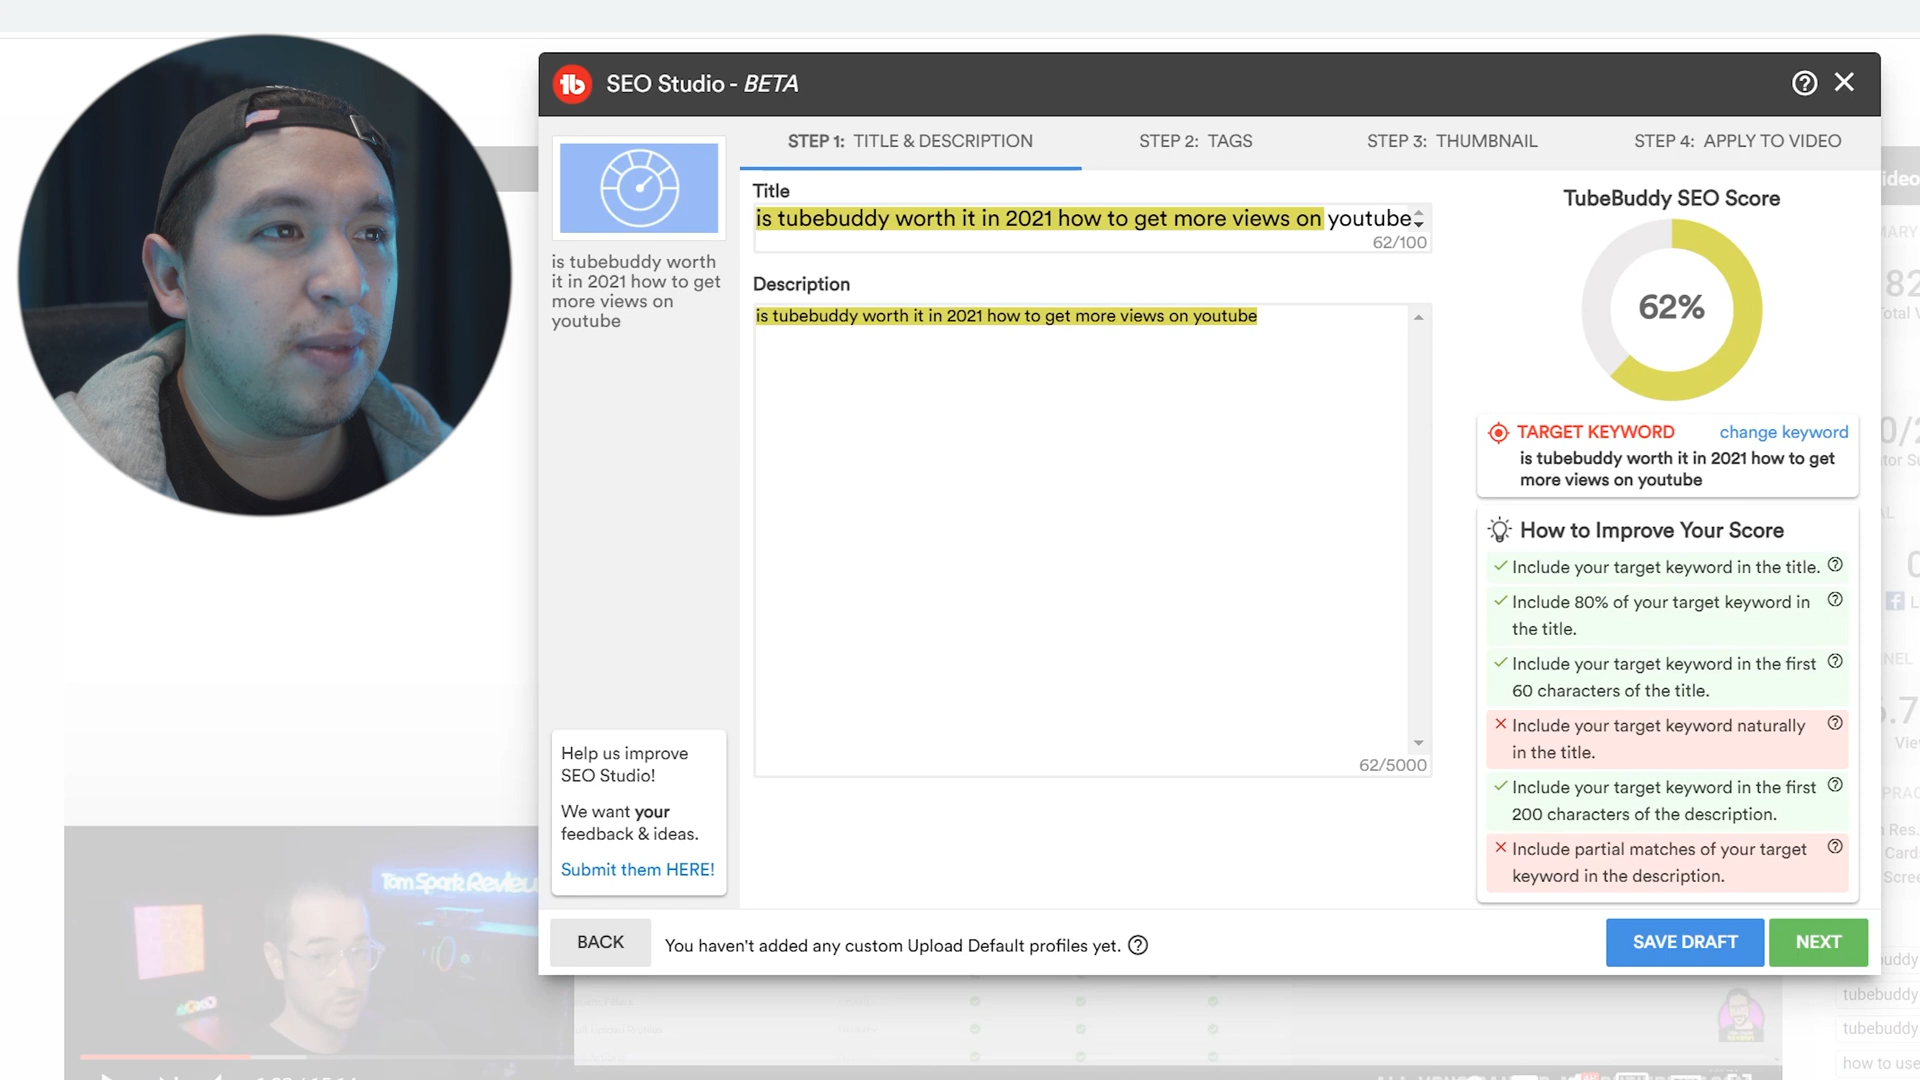 SEO Studio - BETA
STEP 1: TITLE & DESCRIPTION
STEP 2: TAGS
STEP 3: THUMBNAIL
STEP 4: APPLY TO VIDEO
is tubebuddy worth
it in 2021 how to get
more views on
youtube
Title
is tubebuddy worth it in 2021 how to get more views on youtube
62/100
Description
is tubebuddy worth it in 2021 how to get more views on youtube
62/5000
TubeBuddy SEO Score
62%
TARGET KEYWORD
change keyword
is tubebuddy worth it in 2021 how to get
more views on youtube
How to Improve Your Score
Include your target keyword in the title.
Include 80% of your target keyword in
the title.
Include your target keyword in the first
60 characters of the title.
Include your target keyword naturally
in the title.
Include your target keyword in the first
200 characters of the description.
Include partial matches of your target
keyword in the description.
Help us improve
SEO Studio!
We want your
feedback & ideas.
Submit them HERE!
BACK
You haven't added any custom Upload Default profiles yet.
SAVE DRAFT
NEXT
Tom Spark Review
tubebuddy
tubebuddy
how to use